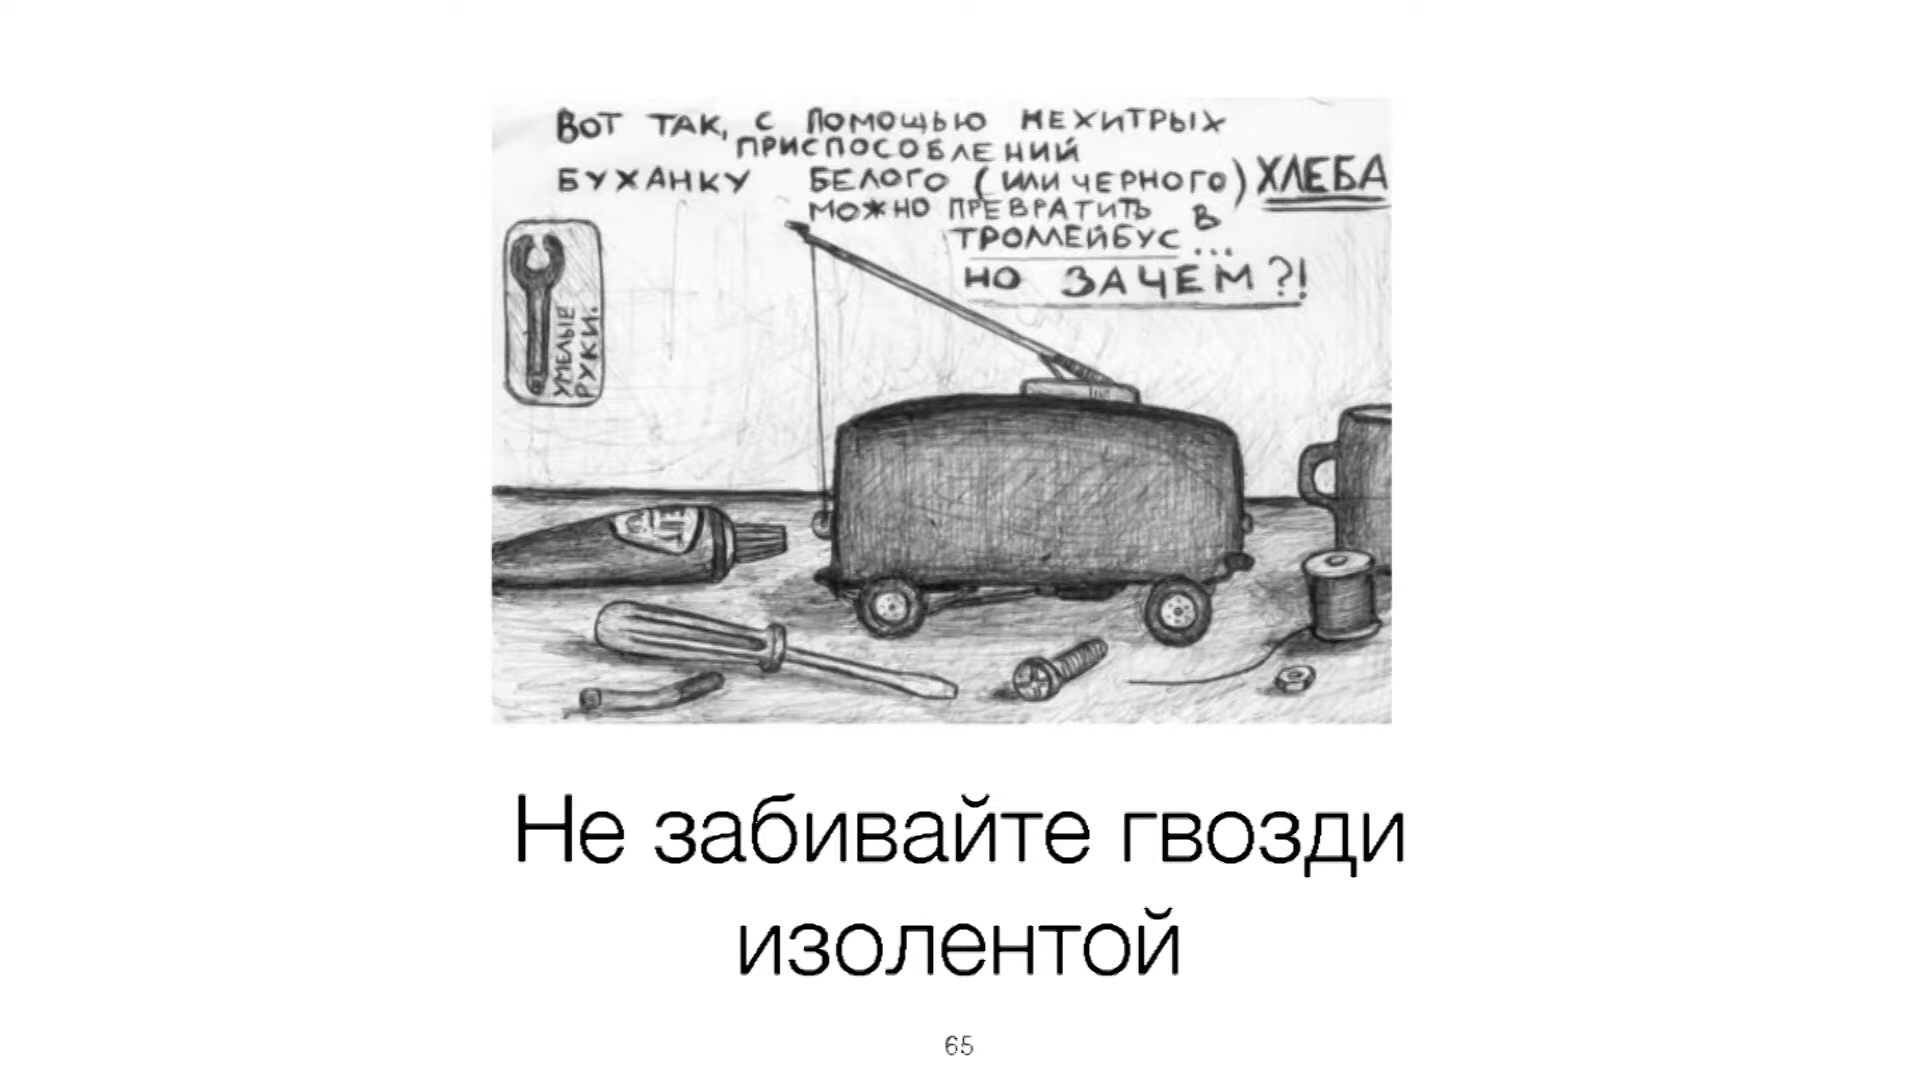 Вот так, с помощью нехитрых
приспособлений
буханку белого (или черного) хлеба
можно превратить в
троллейбус...
но зачем?!
умелые
руки.
Не забивайте гвозди
изолентой
65